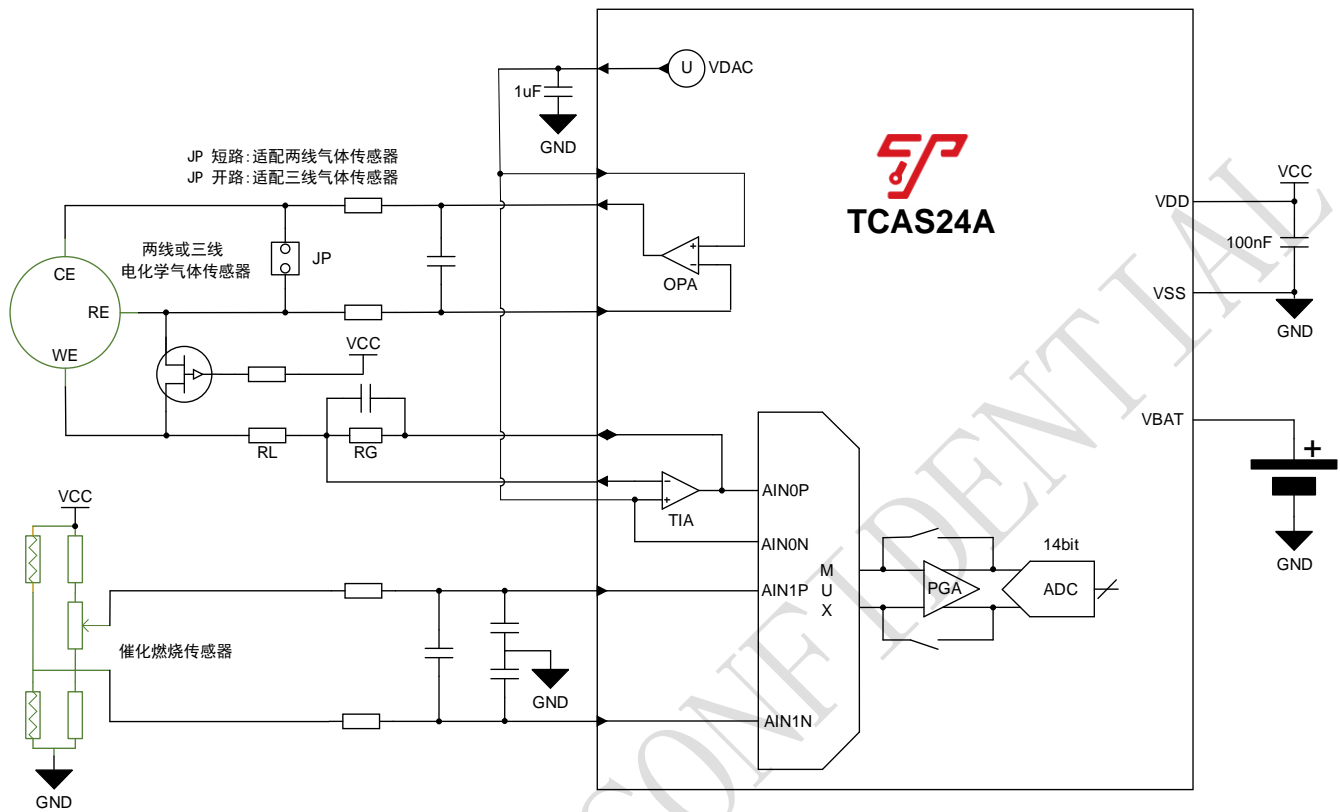 U
VDAC
1uF
GND
JP 短路:适配两线气体传感器
JP 开路:适配三线气体传感器
TCAS24A
VCC
VDD
100nF
VSS
GND
两线或三线
电化学气体传感器
CE
RE
WE
JP
+
-
OPA
VCC
RL
RG
VBAT
+
GND
-
+
TIA
AIN0P
AIN0N
AIN1P
AIN1N
M
U
X
PGA
14bit
ADC
VCC
催化燃烧传感器
GND
GND
CONFIDENTIAL